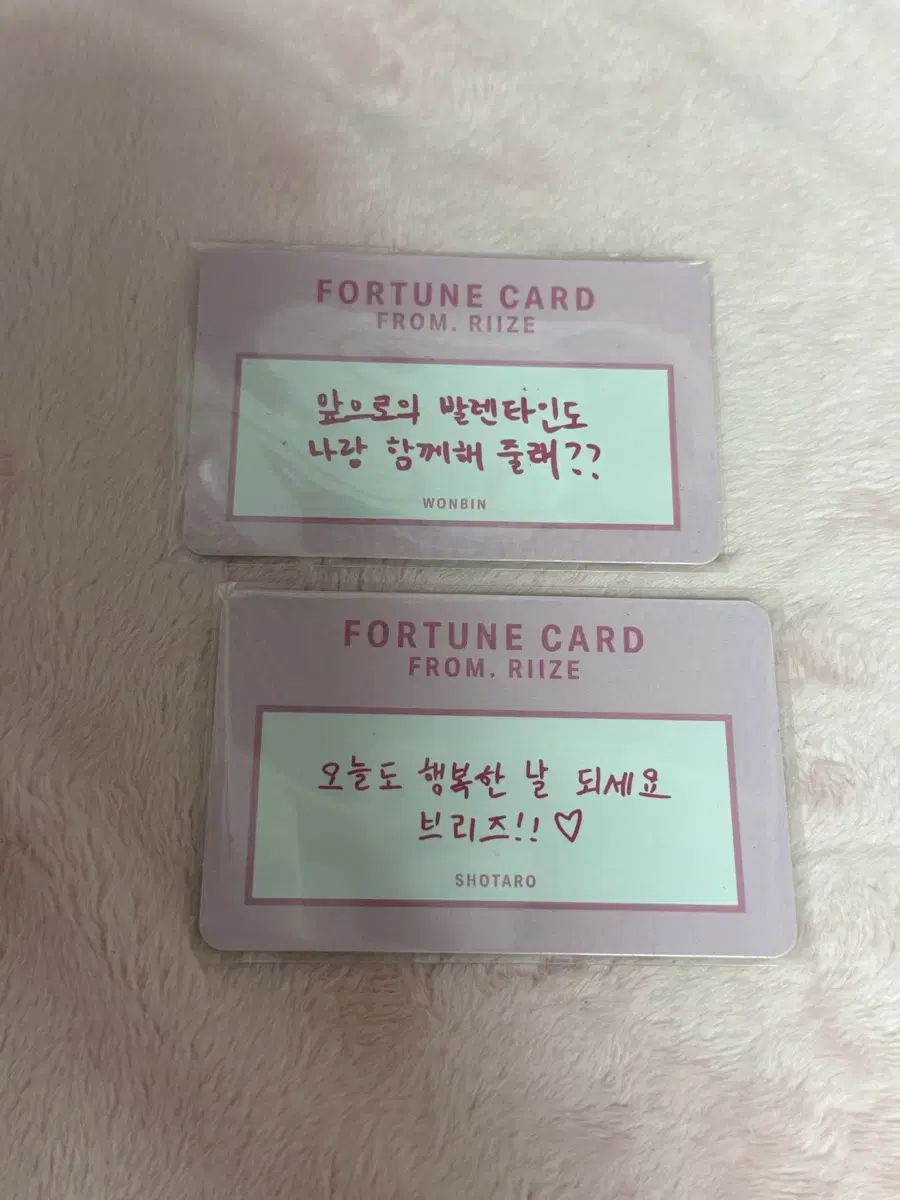 FORTUNE CARD
FROM. RIIZE
앞으로의 발렌타인도
나랑 함께해 줄래??
WONBIN
FORTUNE CARD
FROM. RIIZE
오늘도 행복한 날 되세요
브리즈!! ♡
SHOTARO